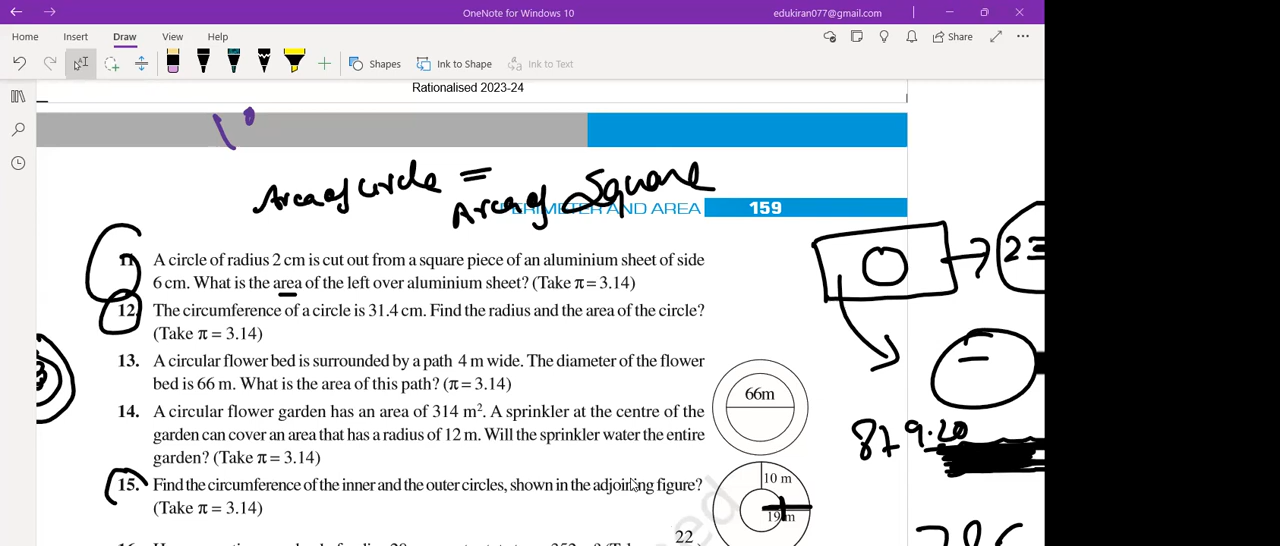 OneNote for Windows 10
edukiran077@gmail.com
Home Insert Draw View Help
Share
Shapes
Ink to Shape
Ink to Text
Rationalised 2023-24
Area of Circle =
Area of Square
PERIMETER AND AREA 159
11. A circle of radius 2 cm is cut out from a square piece of an aluminium sheet of side
6 cm. What is the area of the left over aluminium sheet? (Take π = 3.14)
12. The circumference of a circle is 31.4 cm. Find the radius and the area of the circle?
(Take π = 3.14)
13. A circular flower bed is surrounded by a path 4 m wide. The diameter of the flower
bed is 66 m. What is the area of this path? (π = 3.14)
66m
14. A circular flower garden has an area of 314 m². A sprinkler at the centre of the
garden can cover an area that has a radius of 12 m. Will the sprinkler water the entire
garden? (Take π = 3.14)
879.20
15. Find the circumference of the inner and the outer circles, shown in the adjoining figure?
(Take π = 3.14)
10 m
19 m
22